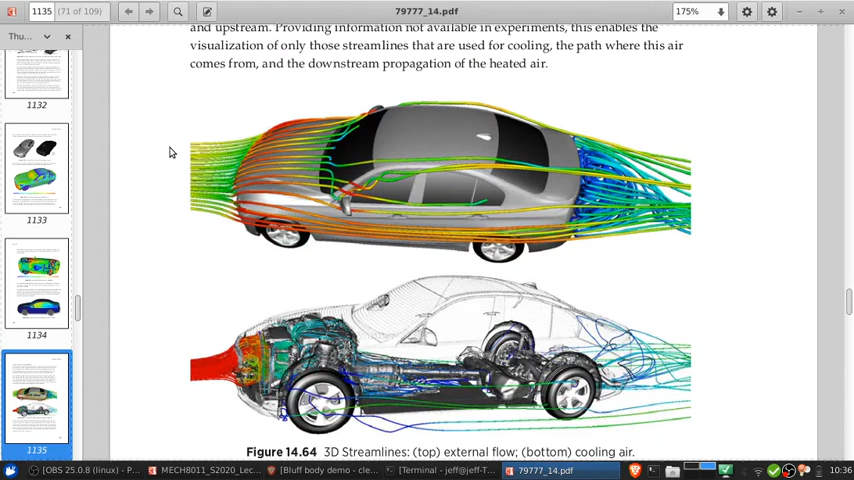 1135 (71 of 109) 79777_14.pdf 175%
Thu...
1132
1133
1134
1135
and upstream. Providing information not available in experiments, this enables the
visualization of only those streamlines that are used for cooling, the path where this air
comes from, and the downstream propagation of the heated air.
Figure 14.64 3D Streamlines: (top) external flow; (bottom) cooling air.
[OBS 25.0.8 (linux) - P... MECH8011_S2020_Lec... [Bluff body demo - cle... [Terminal - jeff@jeff-T... 79777_14.pdf 10:36